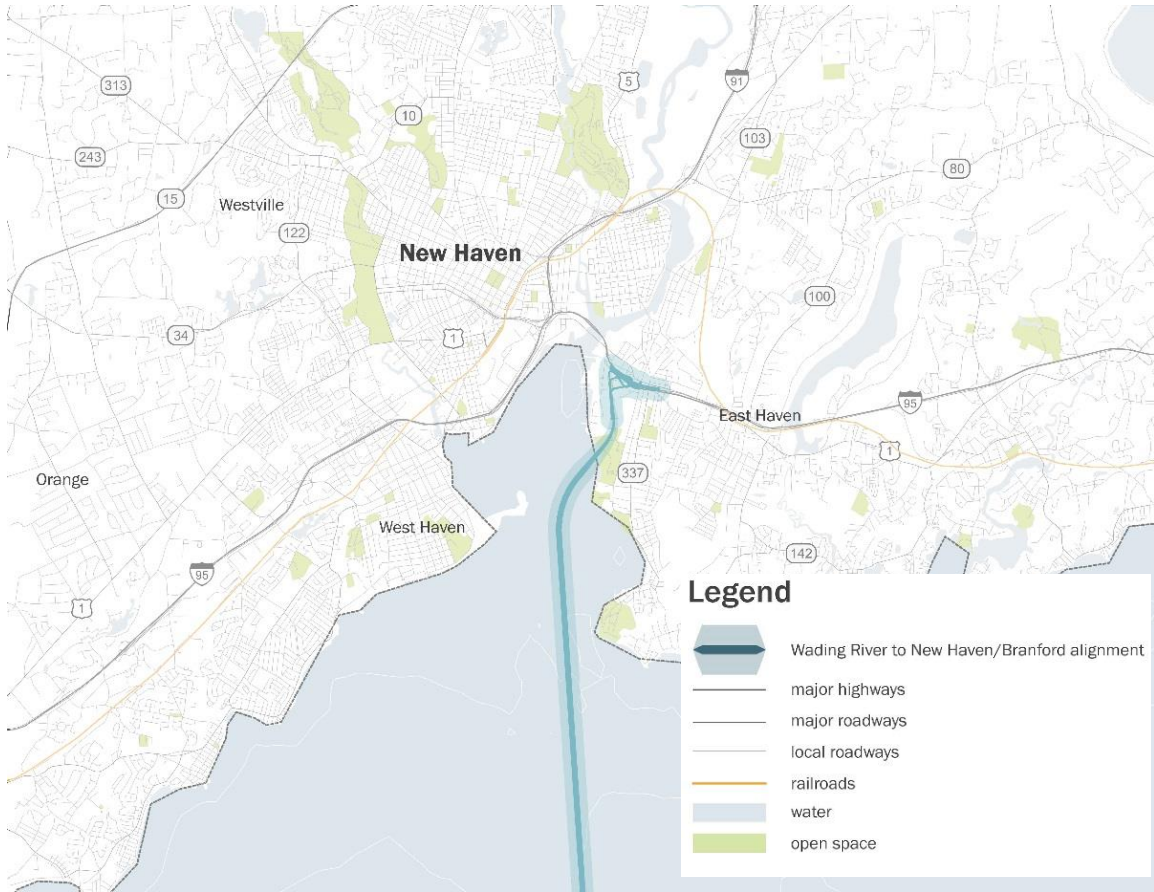 5
91
313
10
103
243
80
15
Westville
122
New Haven
100
34
1
95
East Haven
1
Orange
337
West Haven
142
95
1
Legend
Wading River to New Haven/Branford alignment
major highways
major roadways
local roadways
railroads
water
open space